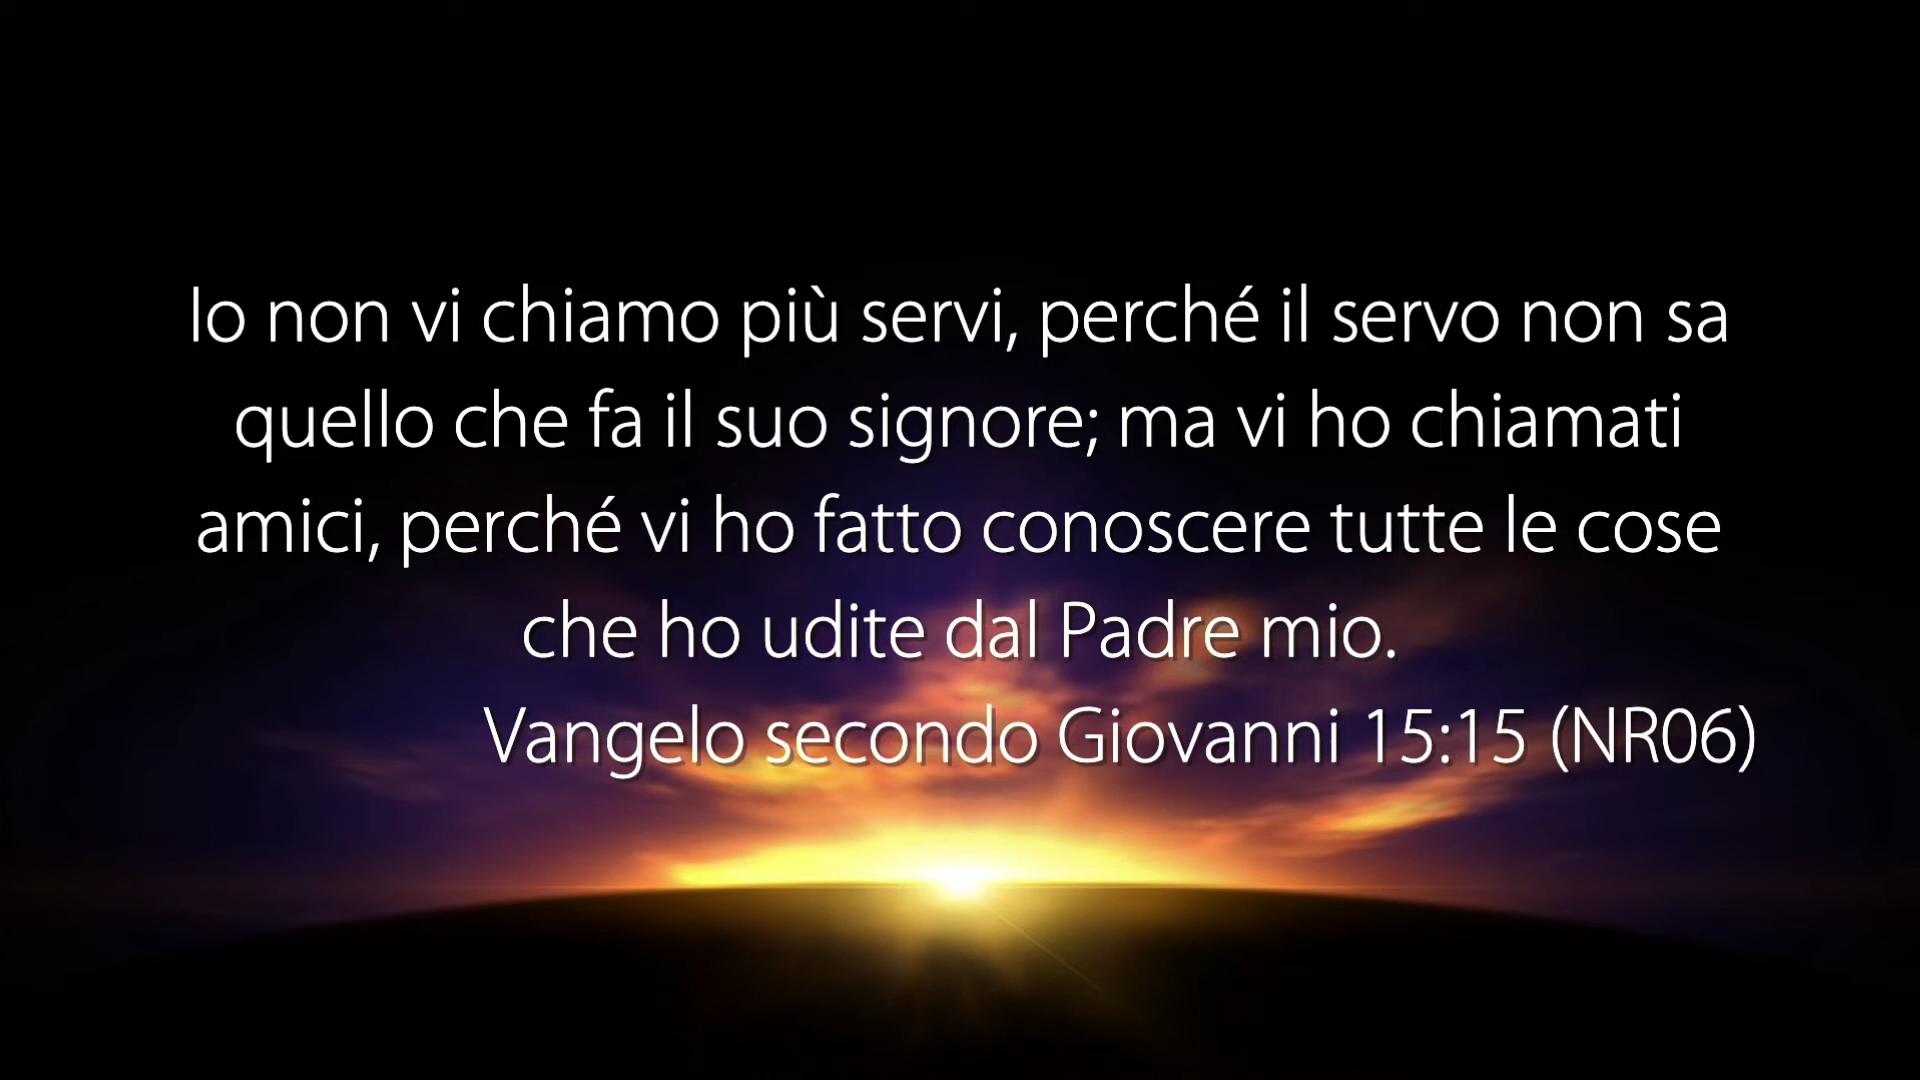 Io non vi chiamo più servi, perché il servo non sa
quello che fa il suo signore; ma vi ho chiamati
amici, perché vi ho fatto conoscere tutte le cose
che ho udite dal Padre mio.
Vangelo secondo Giovanni 15:15 (NR06)